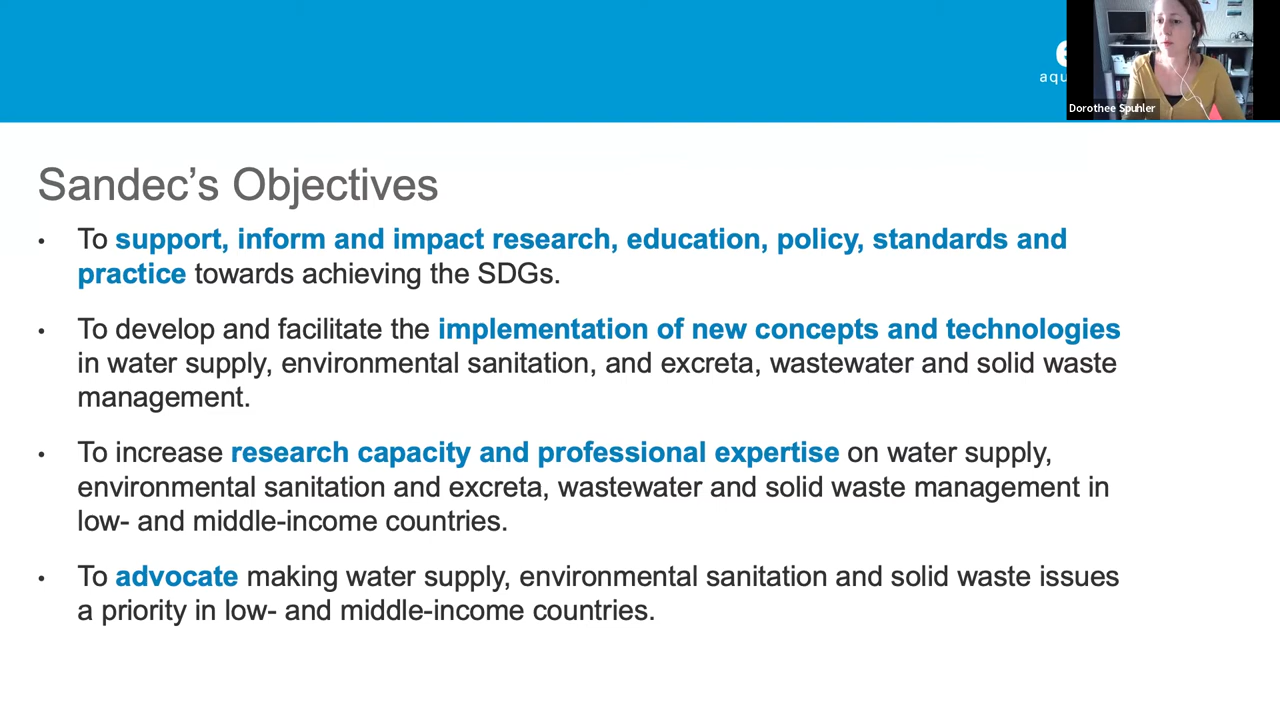 aqu
Dorothee Spuhler
Sandec’s Objectives
• To support, inform and impact research, education, policy, standards and
practice towards achieving the SDGs.
• To develop and facilitate the implementation of new concepts and technologies
in water supply, environmental sanitation, and excreta, wastewater and solid waste
management.
• To increase research capacity and professional expertise on water supply,
environmental sanitation and excreta, wastewater and solid waste management in
low- and middle-income countries.
• To advocate making water supply, environmental sanitation and solid waste issues
a priority in low- and middle-income countries.